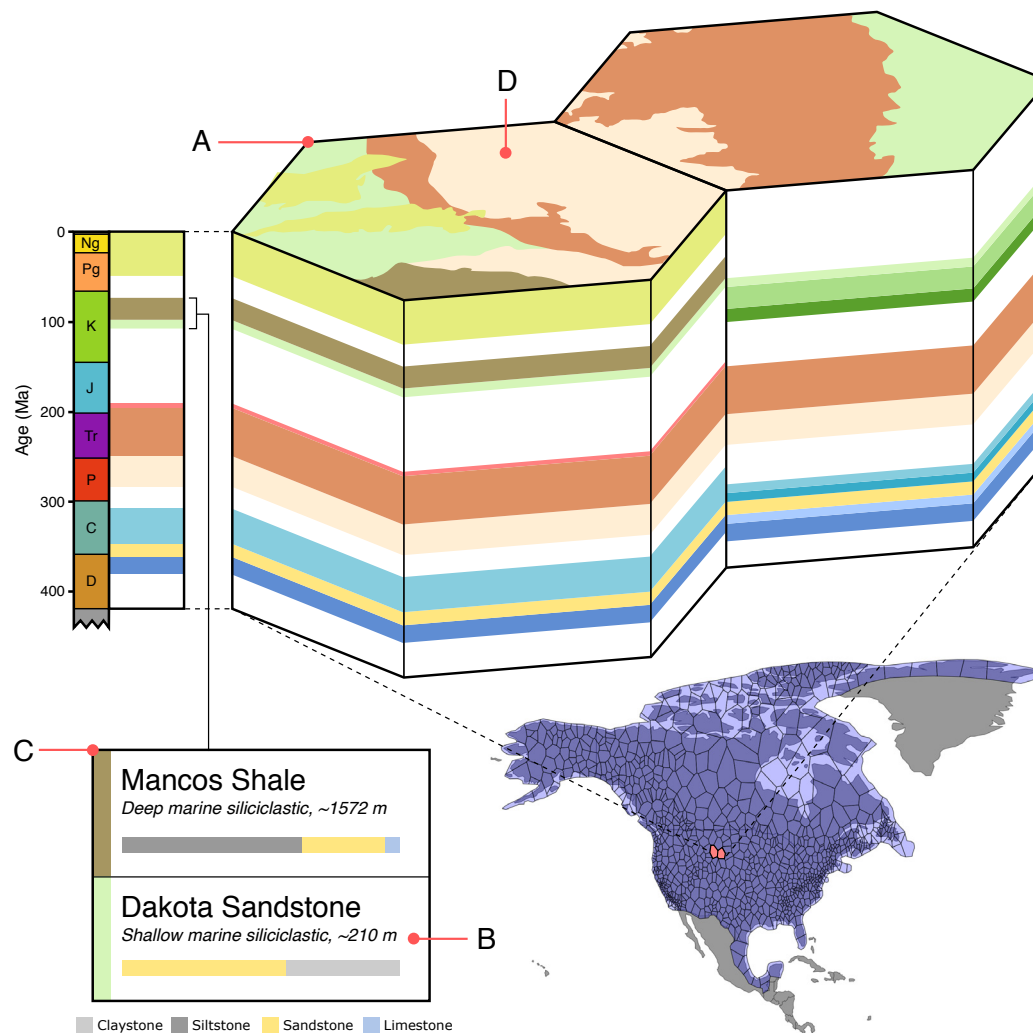 D
A
0
Ng
Pg
K
100
J
Age (Ma)
200
Tr
P
300
C
400
D
C
Mancos Shale
Deep marine siliciclastic, ~1572 m
Dakota Sandstone
Shallow marine siliciclastic, ~210 m
B
Claystone Siltstone Sandstone Limestone